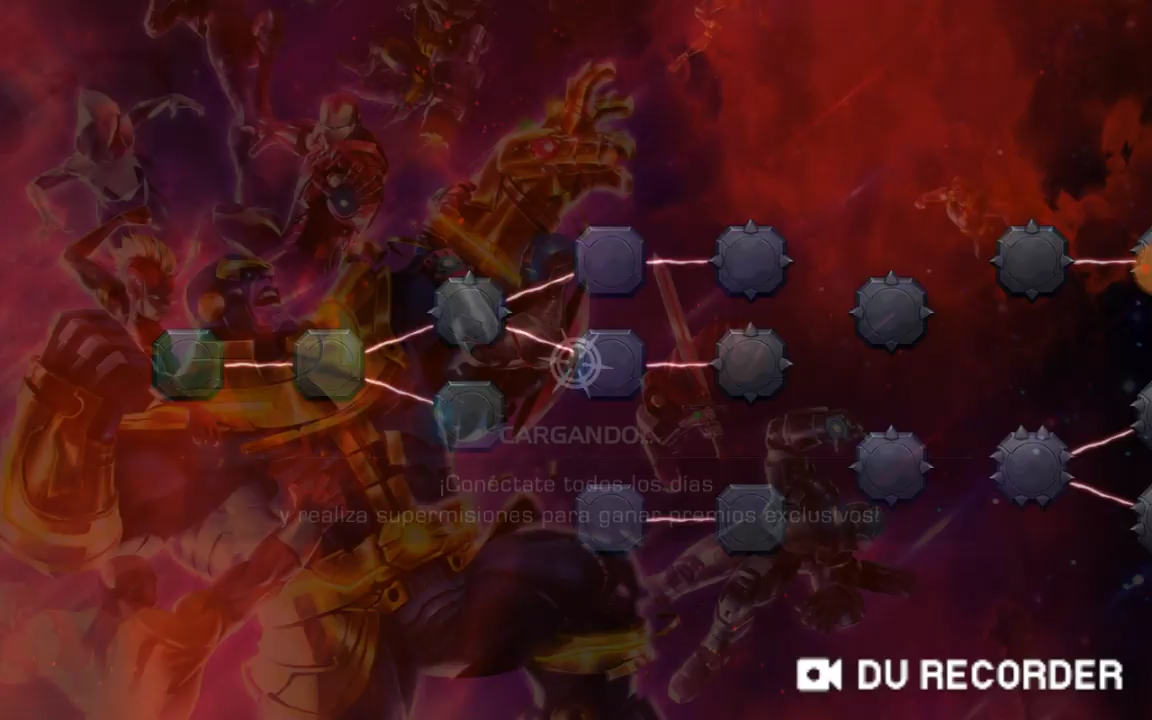 CARGANDO...
¡Conéctate todos los días
y realiza supermisiones para ganar premios exclusivos!
DU RECORDER